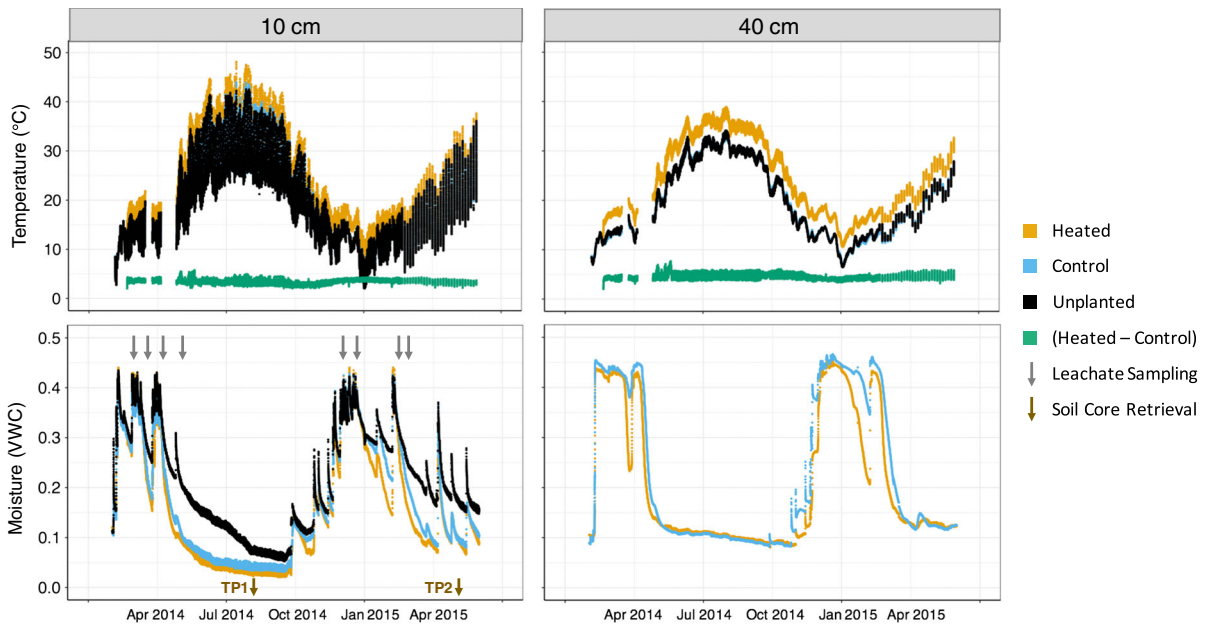 10 cm
40 cm
Temperature (°C)
50
40
30
20
10
0
Moisture (VWC)
0.5
0.4
0.3
0.2
0.1
0.0
TP1
TP2
Apr 2014
Jul 2014
Oct 2014
Jan 2015
Apr 2015
Apr 2014
Jul 2014
Oct 2014
Jan 2015
Apr 2015
Heated
Control
Unplanted
(Heated – Control)
Leachate Sampling
Soil Core Retrieval